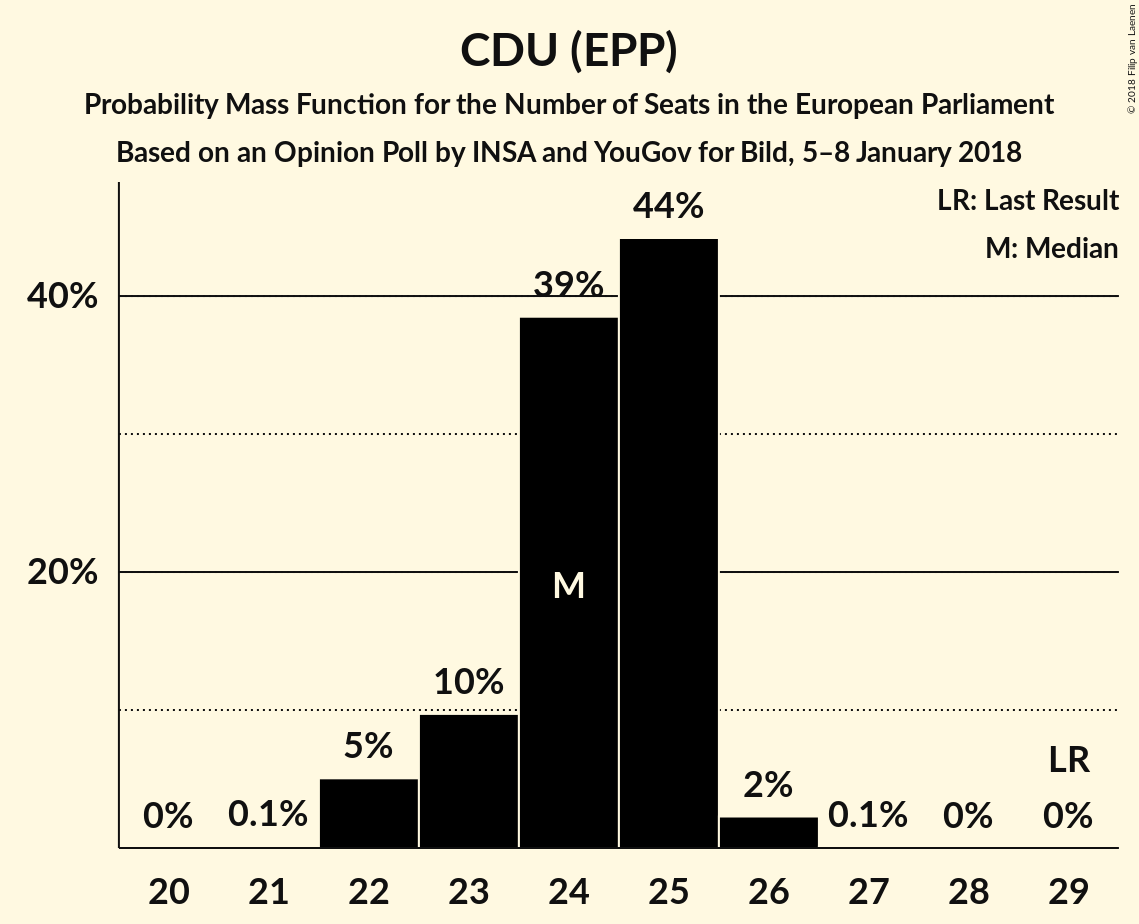 CDU (EPP)
Probability Mass Function for the Number of Seats in the European Parliament
Based on an Opinion Poll by INSA and YouGov for Bild, 5–8 January 2018
© 2018 Filip van Laenen
LR: Last Result
M: Median
44%
39%
40%
20%
M
10%
5%
LR
2%
0%
0.1%
0.1%
0%
0%
20
21
22
23
24
25
26
27
28
29